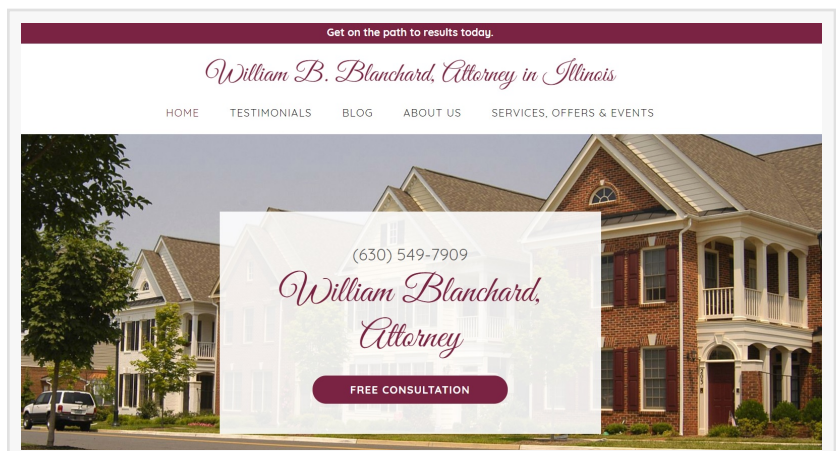 Get on the path to results today.
William B. Blanchard, Attorney in Illinois
HOME TESTIMONIALS BLOG ABOUT US SERVICES, OFFERS & EVENTS
(630) 549-7909
William Blanchard,
Attorney
FREE CONSULTATION